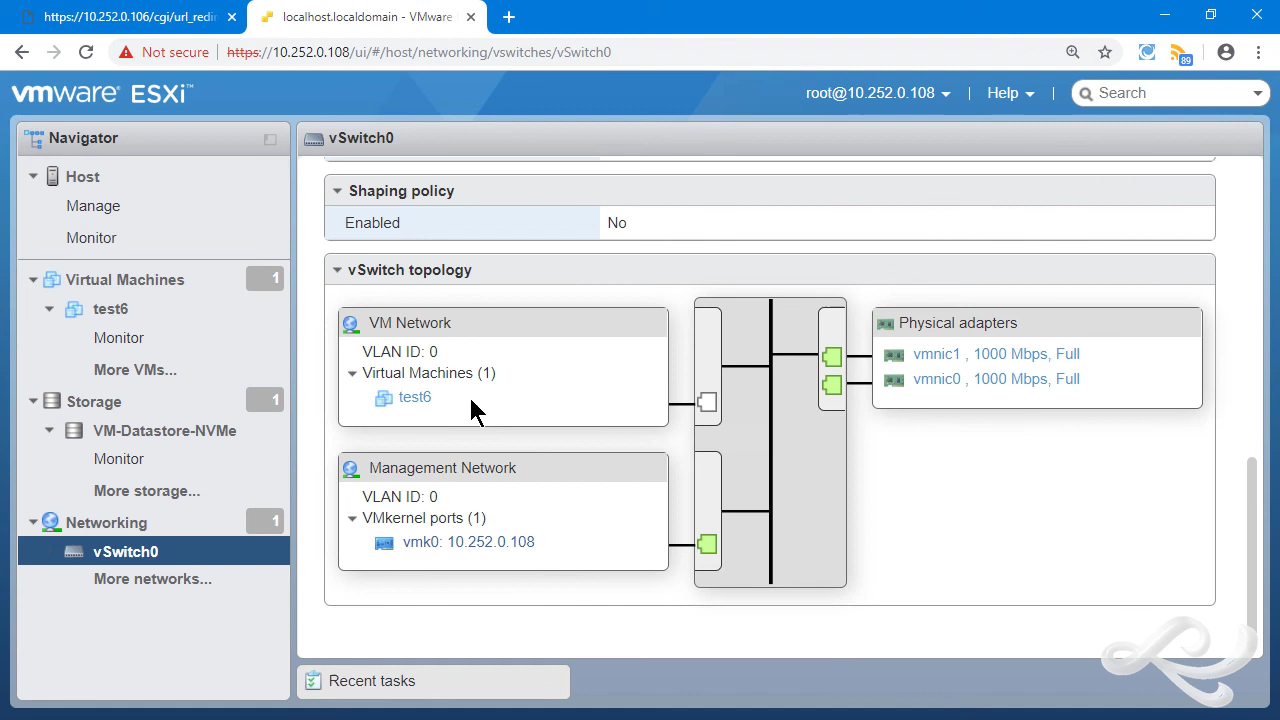 https://10.252.0.106/cgi/url_redi
localhost.localdomain - VMware
Not secure
https://10.252.0.108/ui/#/host/networking/vswitches/vSwitch0
89
vmware® ESXi™
root@10.252.0.108
Help
Search
Navigator
vSwitch0
Host
Manage
Monitor
Virtual Machines 1
test6
Monitor
More VMs...
Storage 1
VM-Datastore-NVMe
Monitor
More storage...
Networking 1
vSwitch0
More networks...
Shaping policy
Enabled No
vSwitch topology
VM Network
VLAN ID: 0
Virtual Machines (1)
test6
Management Network
VLAN ID: 0
VMkernel ports (1)
vmk0: 10.252.0.108
Physical adapters
vmnic1 , 1000 Mbps, Full
vmnic0 , 1000 Mbps, Full
Recent tasks